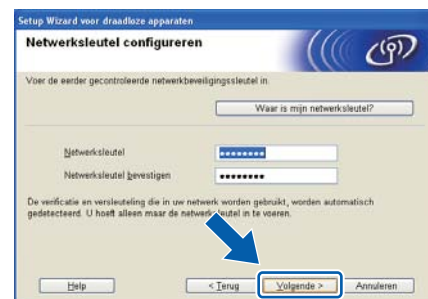 Setup Wizard voor draadloze apparaten
Netwerksleutel configureren
Voer de eerder gecontroleerde netwerkbeveiligingssleutel in.
Waar is mijn netwerksleutel?
Netwerksleutel
●●●●●●●●
Netwerksleutel bevestigen
●●●●●●●●
De verificatie en versleuteling die in uw netwerk worden gebruikt, worden automatisch
gedetecteerd. U hoeft alleen maar de netwerksleutel in te voeren.
Help
< Terug
Volgende >
Annuleren